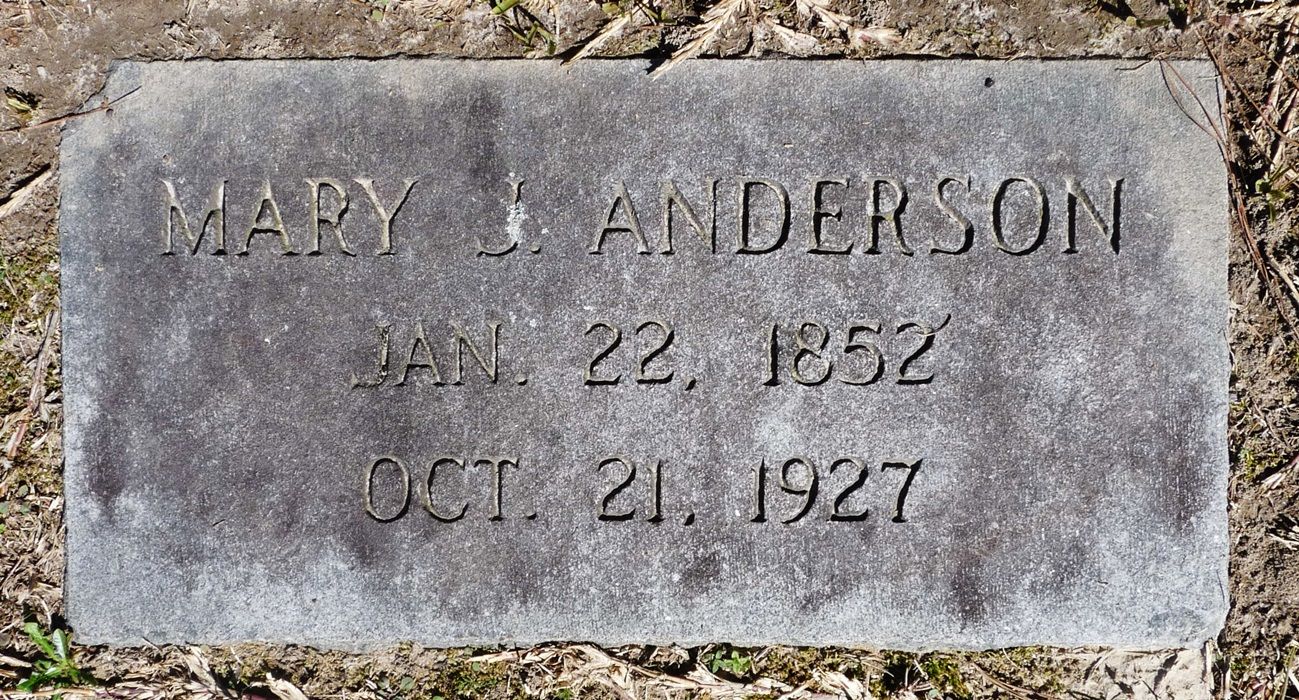 MARY J. ANDERSON
JAN. 22, 1852
OCT. 21, 1927